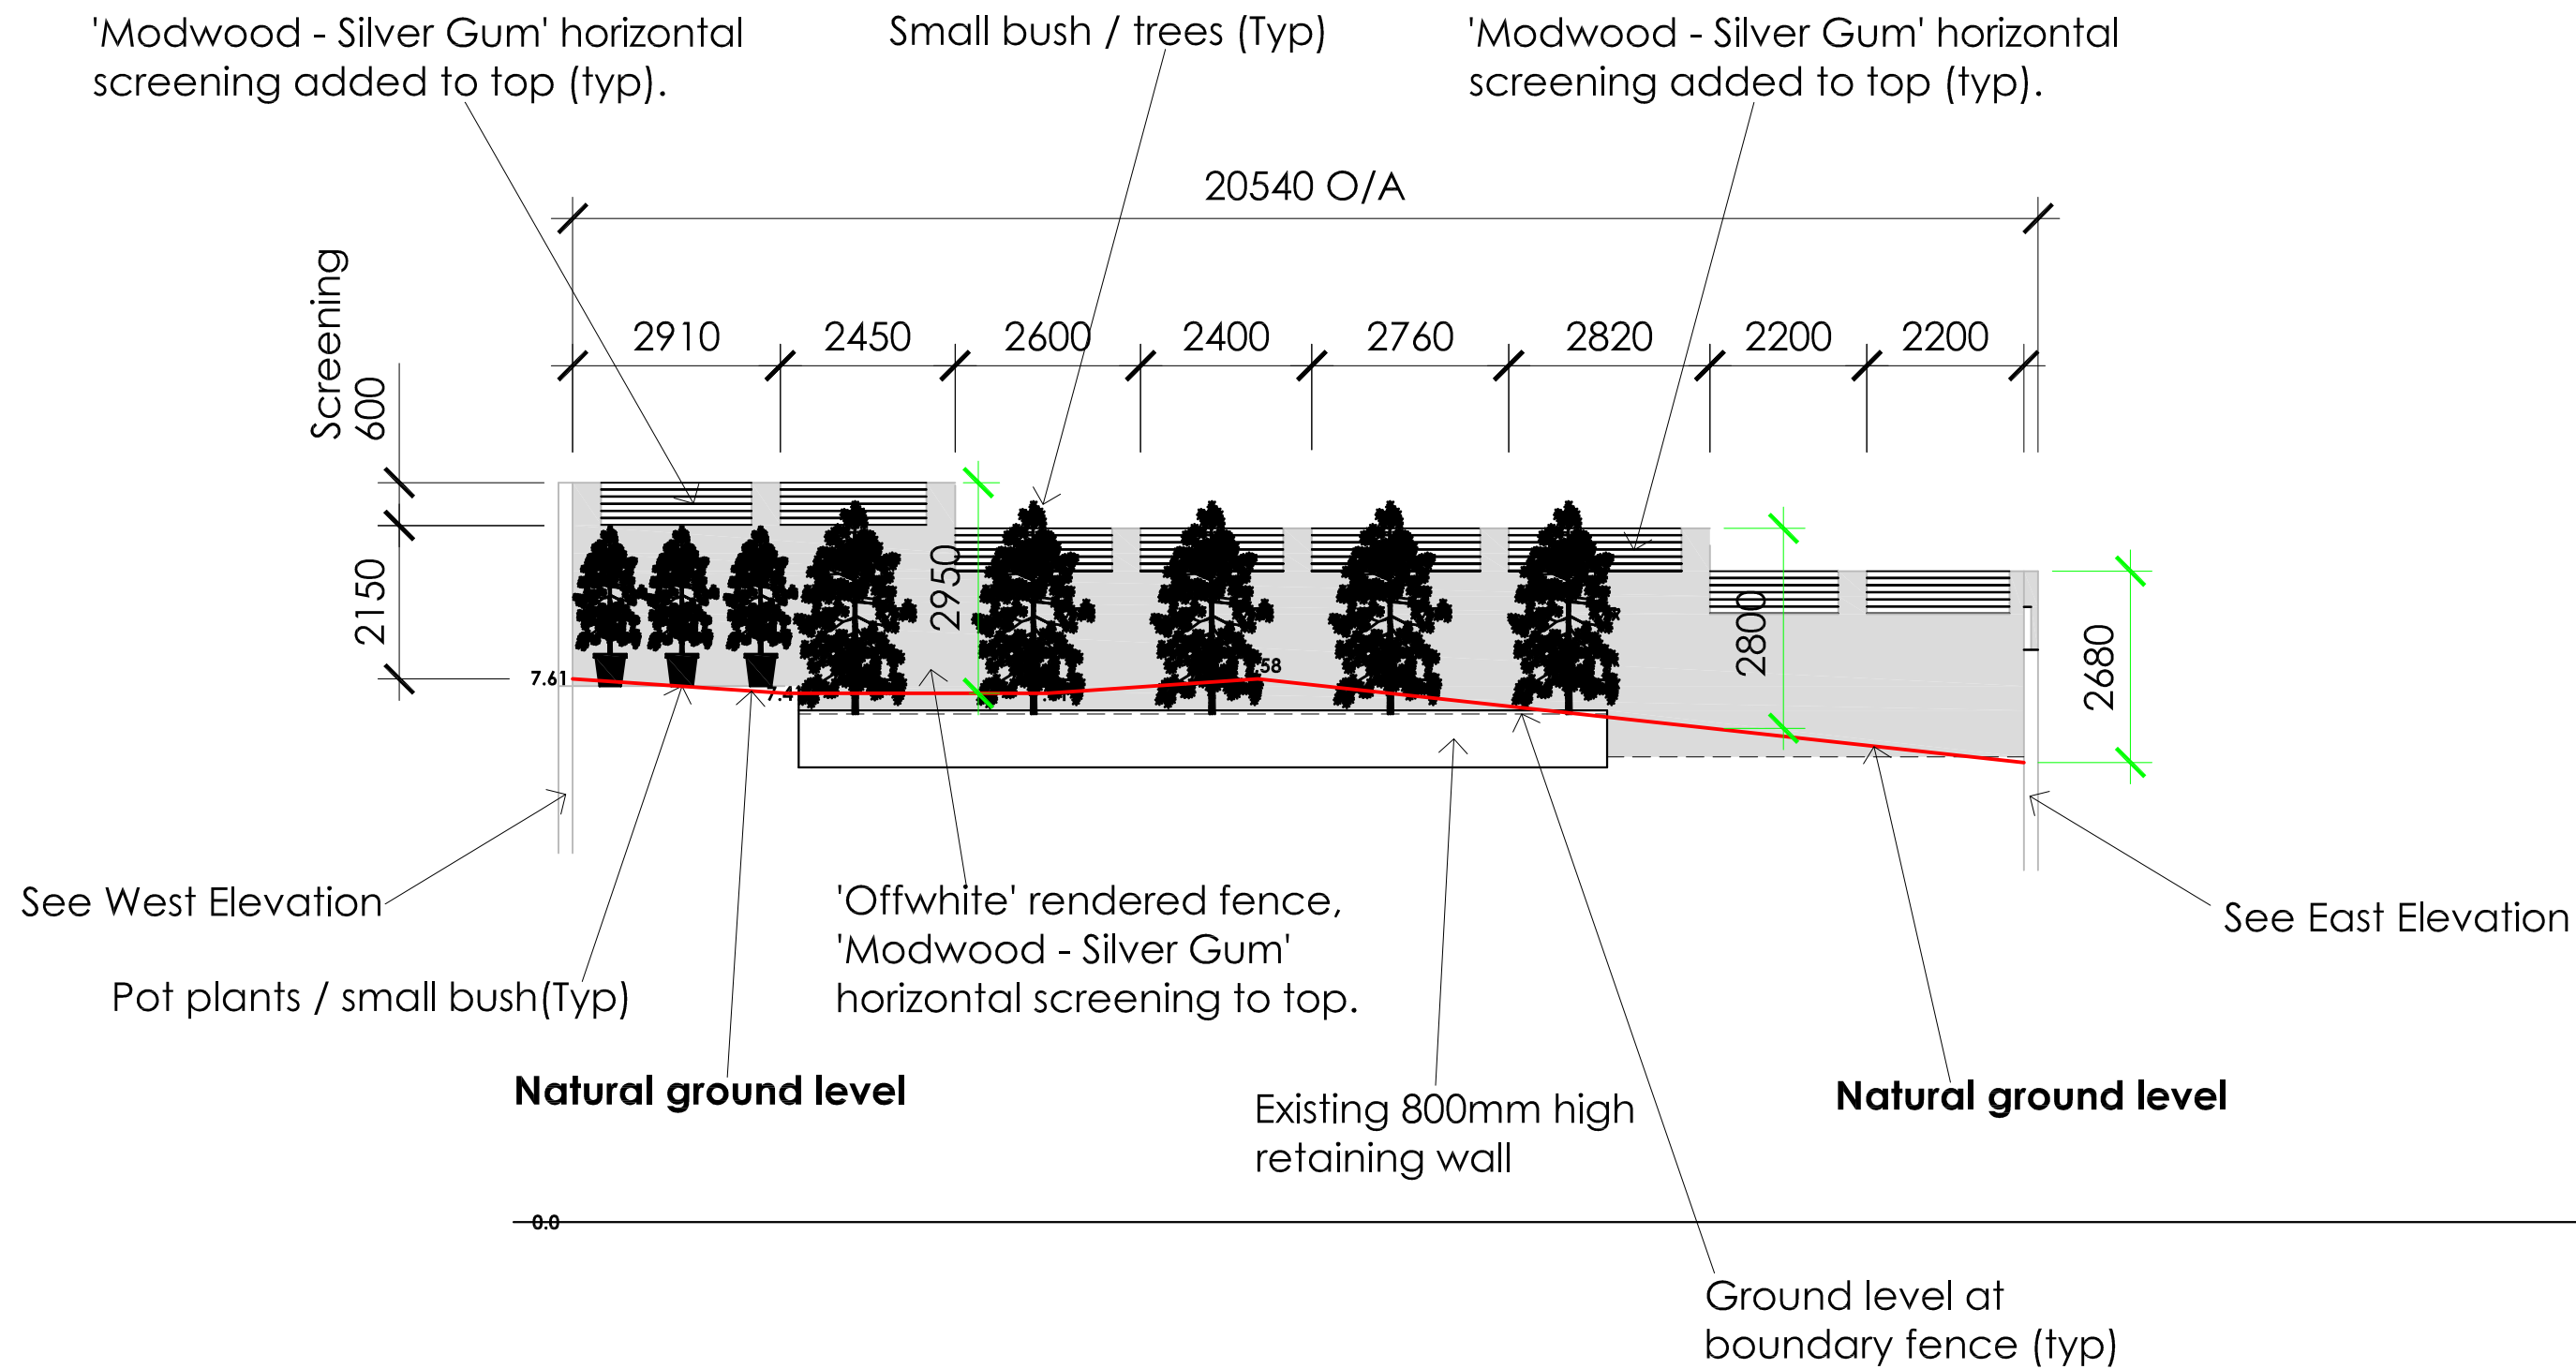 'Modwood - Silver Gum' horizontal
screening added to top (typ).
Small bush / trees (Typ)
'Modwood - Silver Gum' horizontal
screening added to top (typ).
20540 O/A
2910
2450
2600
2400
2760
2820
2200
2200
Screening
600
2150
2950
2800
2680
7.61
.58
See West Elevation
See East Elevation
Pot plants / small bush(Typ)
'Offwhite' rendered fence,
'Modwood - Silver Gum'
horizontal screening to top.
Natural ground level
Existing 800mm high
retaining wall
Natural ground level
0.0
Ground level at
boundary fence (typ)